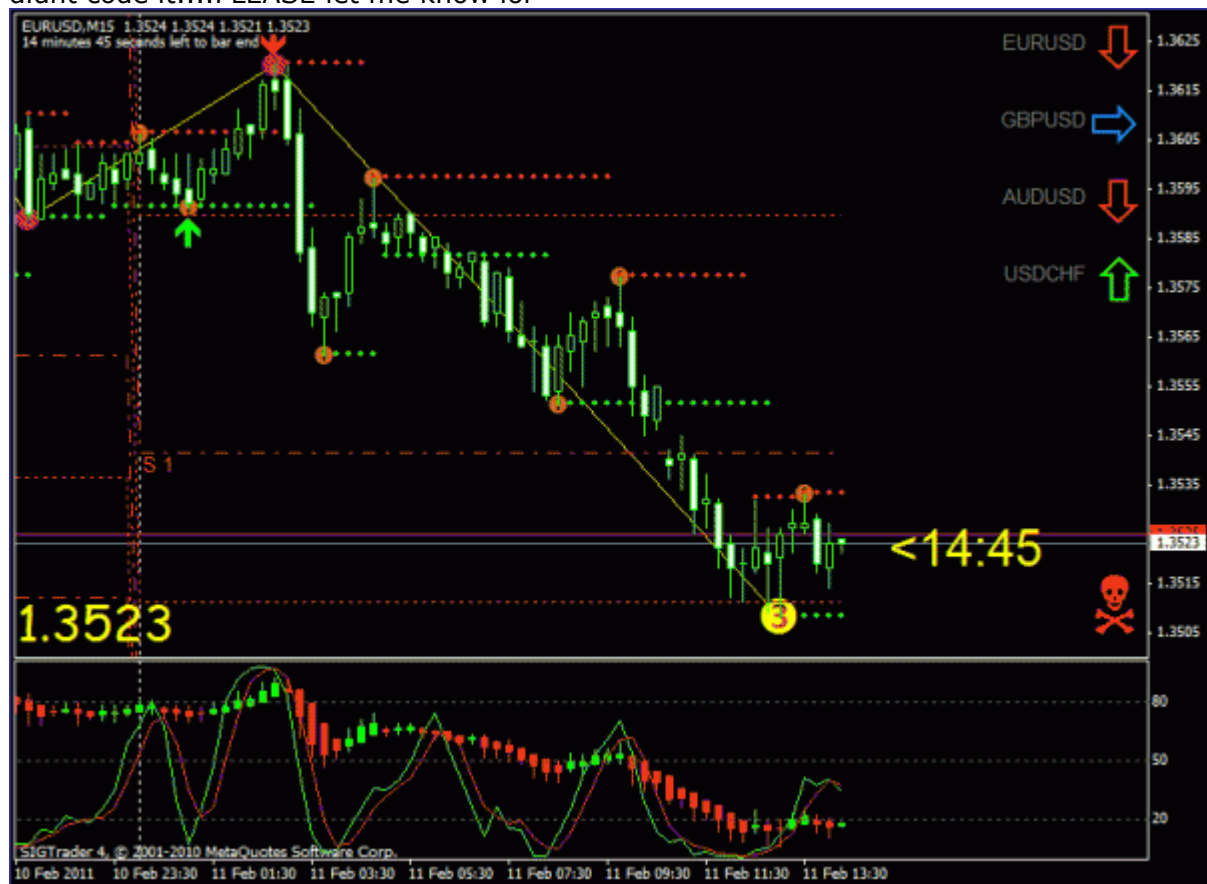 EURUSD,M15 1.3524 1.3524 1.3521 1.3523
14 minutes 45 seconds left to bar end
EURUSD
GBPUSD
AUDUSD
USDCHF
1.3625
1.3615
1.3605
1.3595
1.3585
1.3575
1.3565
1.3555
1.3545
1.3535
1.3523
1.3515
1.3505
S 1
<14:45
1.3523
3
80
50
20
SIGTrader 4, © 2001-2010 MetaQuotes Software Corp.
10 Feb 2011 10 Feb 23:30 11 Feb 01:30 11 Feb 03:30 11 Feb 05:30 11 Feb 07:30 11 Feb 09:30 11 Feb 11:30 11 Feb 13:30